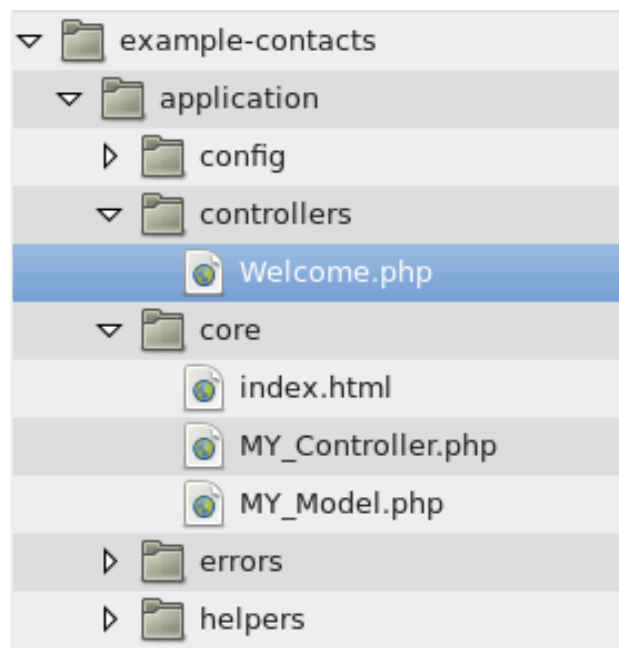 example-contacts
application
config
controllers
Welcome.php
core
index.html
MY_Controller.php
MY_Model.php
errors
helpers